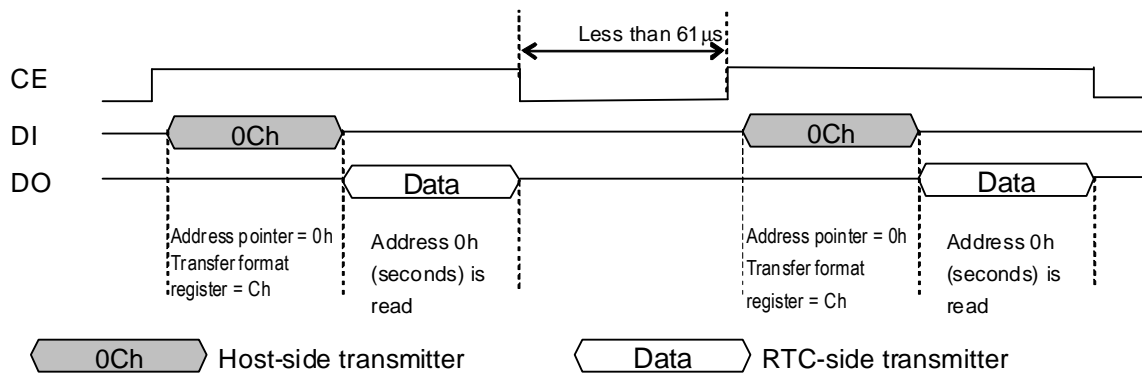 Less than 61µs
CE
DI
0Ch
0Ch
DO
Data
Data
Address pointer = 0h
Transfer format
register = Ch
Address 0h
(seconds) is
read
Address pointer = 0h
Transfer format
register = Ch
Address 0h
(seconds) is
read
0Ch
Host-side transmitter
Data
RTC-side transmitter